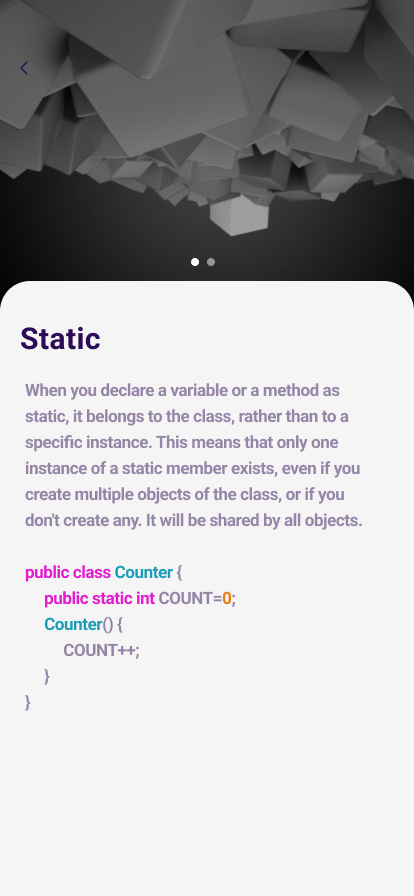 Static
When you declare a variable or a method as
static, it belongs to the class, rather than to a
specific instance. This means that only one
instance of a static member exists, even if you
create multiple objects of the class, or if you
don't create any. It will be shared by all objects.
public class Counter {
public static int COUNT=0;
Counter() {
COUNT++;
}
}